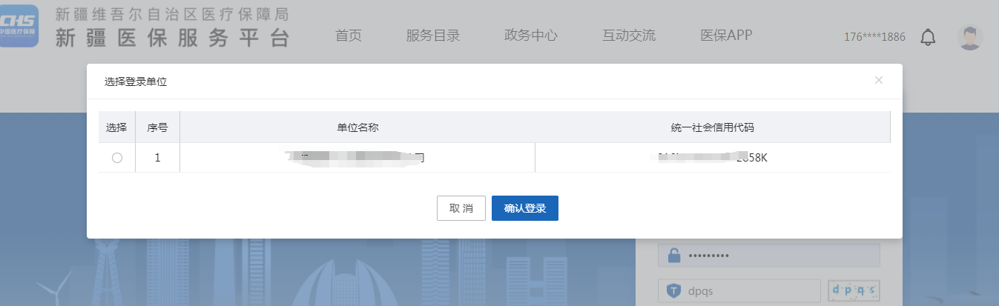 新疆维吾尔自治区医疗保障局
CHS
中国医疗保障
新疆医保服务平台
首页 服务目录 政务中心 互动交流 医保APP 176****1886
选择登录单位
选择 序号 单位名称 统一社会信用代码
1 司 2858K
取消 确认登录
•••••••••
T dpqs dpqs